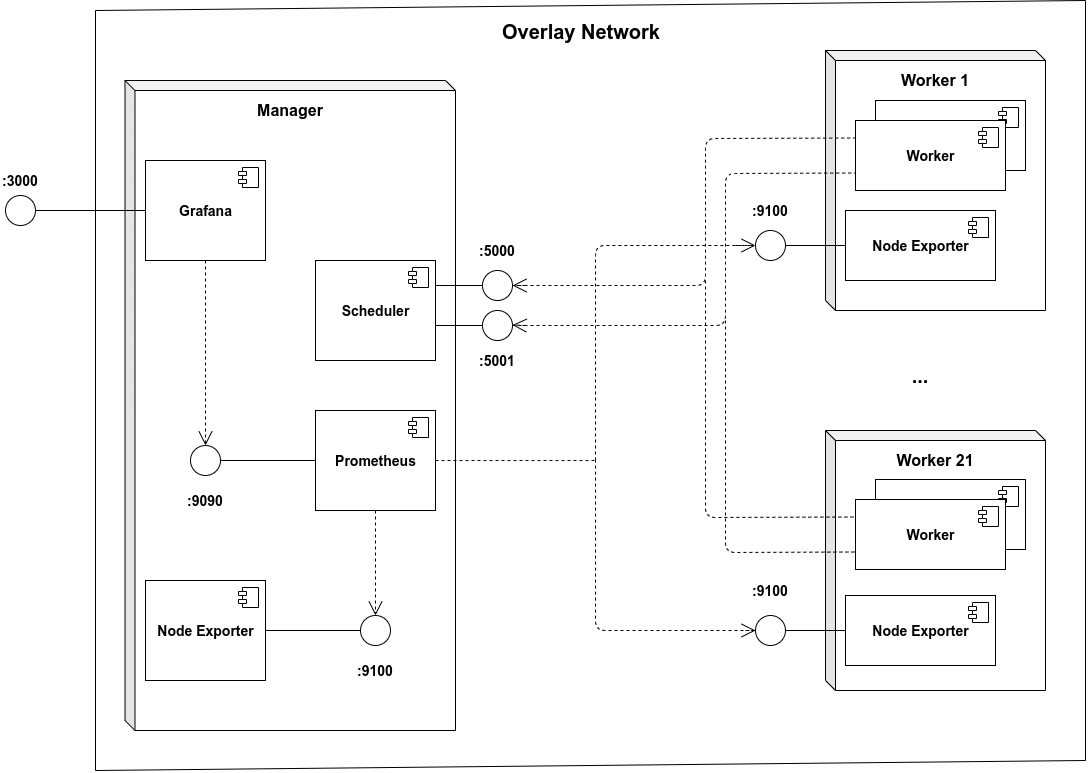 Overlay Network
Manager
:3000
Grafana
:5000
Scheduler
:5001
Prometheus
:9090
Node Exporter
:9100
Worker 1
Worker
:9100
Node Exporter
...
Worker 21
Worker
:9100
Node Exporter